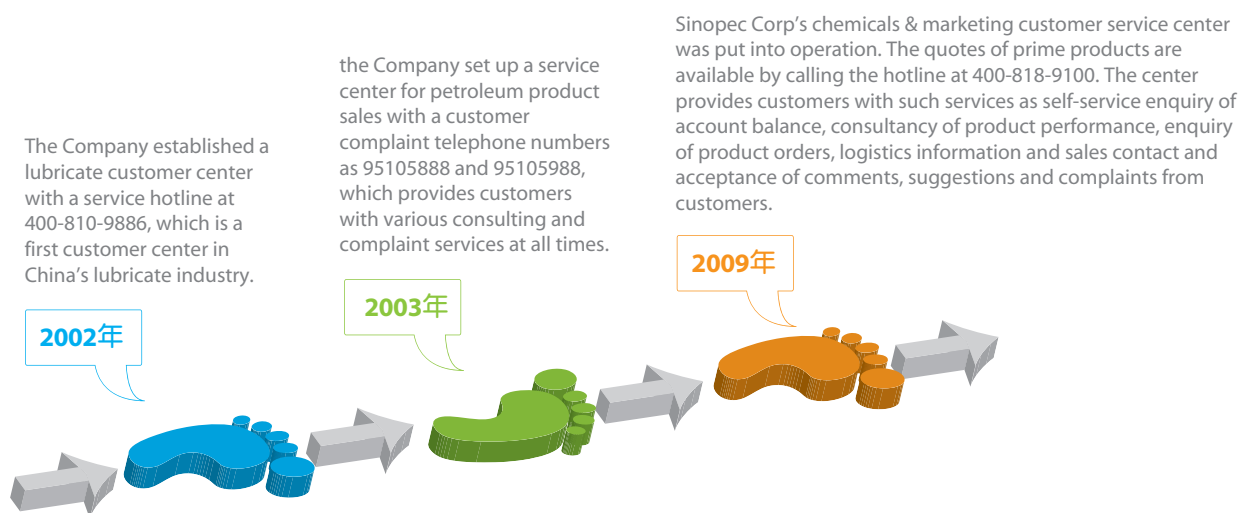 The Company established a
lubricate customer center
with a service hotline at
400-810-9886, which is a
first customer center in
China's lubricate industry.
2002年
the Company set up a service
center for petroleum product
sales with a customer
complaint telephone numbers
as 95105888 and 95105988,
which provides customers
with various consulting and
complaint services at all times.
2003年
Sinopec Corp's chemicals & marketing customer service center
was put into operation. The quotes of prime products are
available by calling the hotline at 400-818-9100. The center
provides customers with such services as self-service enquiry of
account balance, consultancy of product performance, enquiry
of product orders, logistics information and sales contact and
acceptance of comments, suggestions and complaints from
customers.
2009年